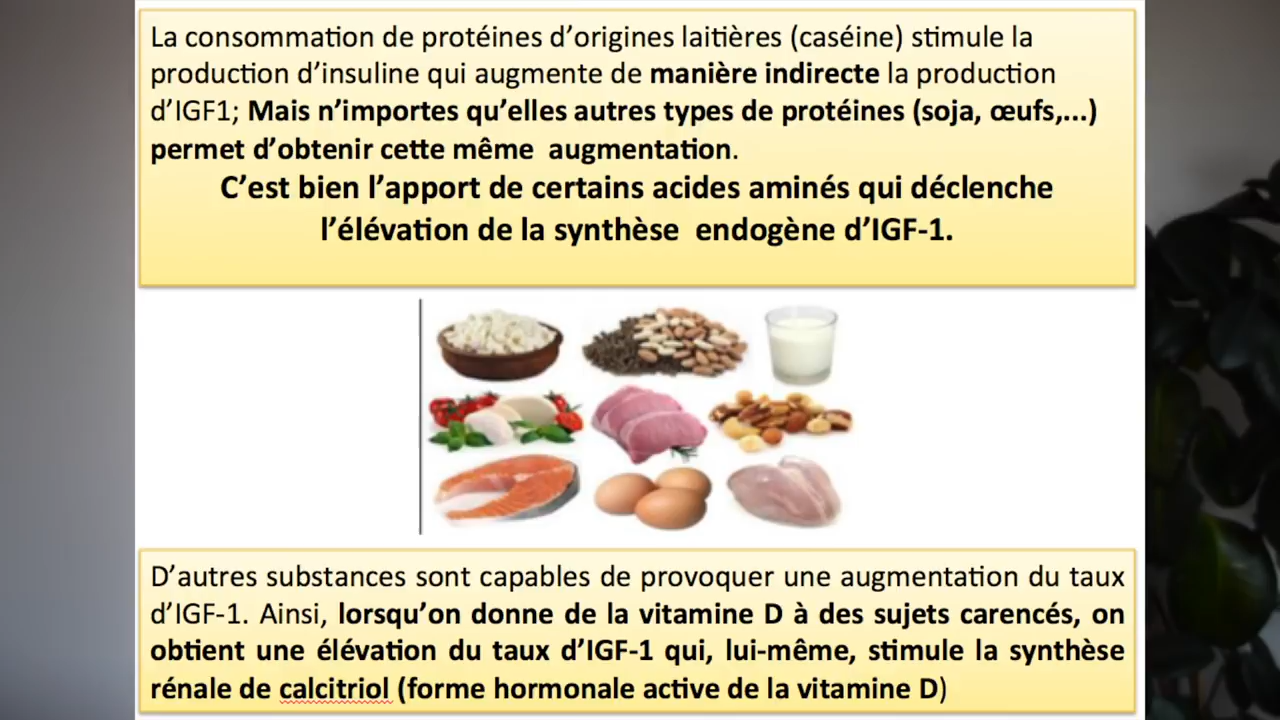 La consommation de protéines d’origines laitières (caséine) stimule la
production d’insuline qui augmente de manière indirecte la production
d’IGF1; Mais n’importes qu’elles autres types de protéines (soja, œufs,...)
permet d’obtenir cette même augmentation.
C’est bien l’apport de certains acides aminés qui déclenche
l’élévation de la synthèse endogène d’IGF-1.
D’autres substances sont capables de provoquer une augmentation du taux
d’IGF-1. Ainsi, lorsqu’on donne de la vitamine D à des sujets carencés, on
obtient une élévation du taux d’IGF-1 qui, lui-même, stimule la synthèse
rénale de calcitriol (forme hormonale active de la vitamine D)